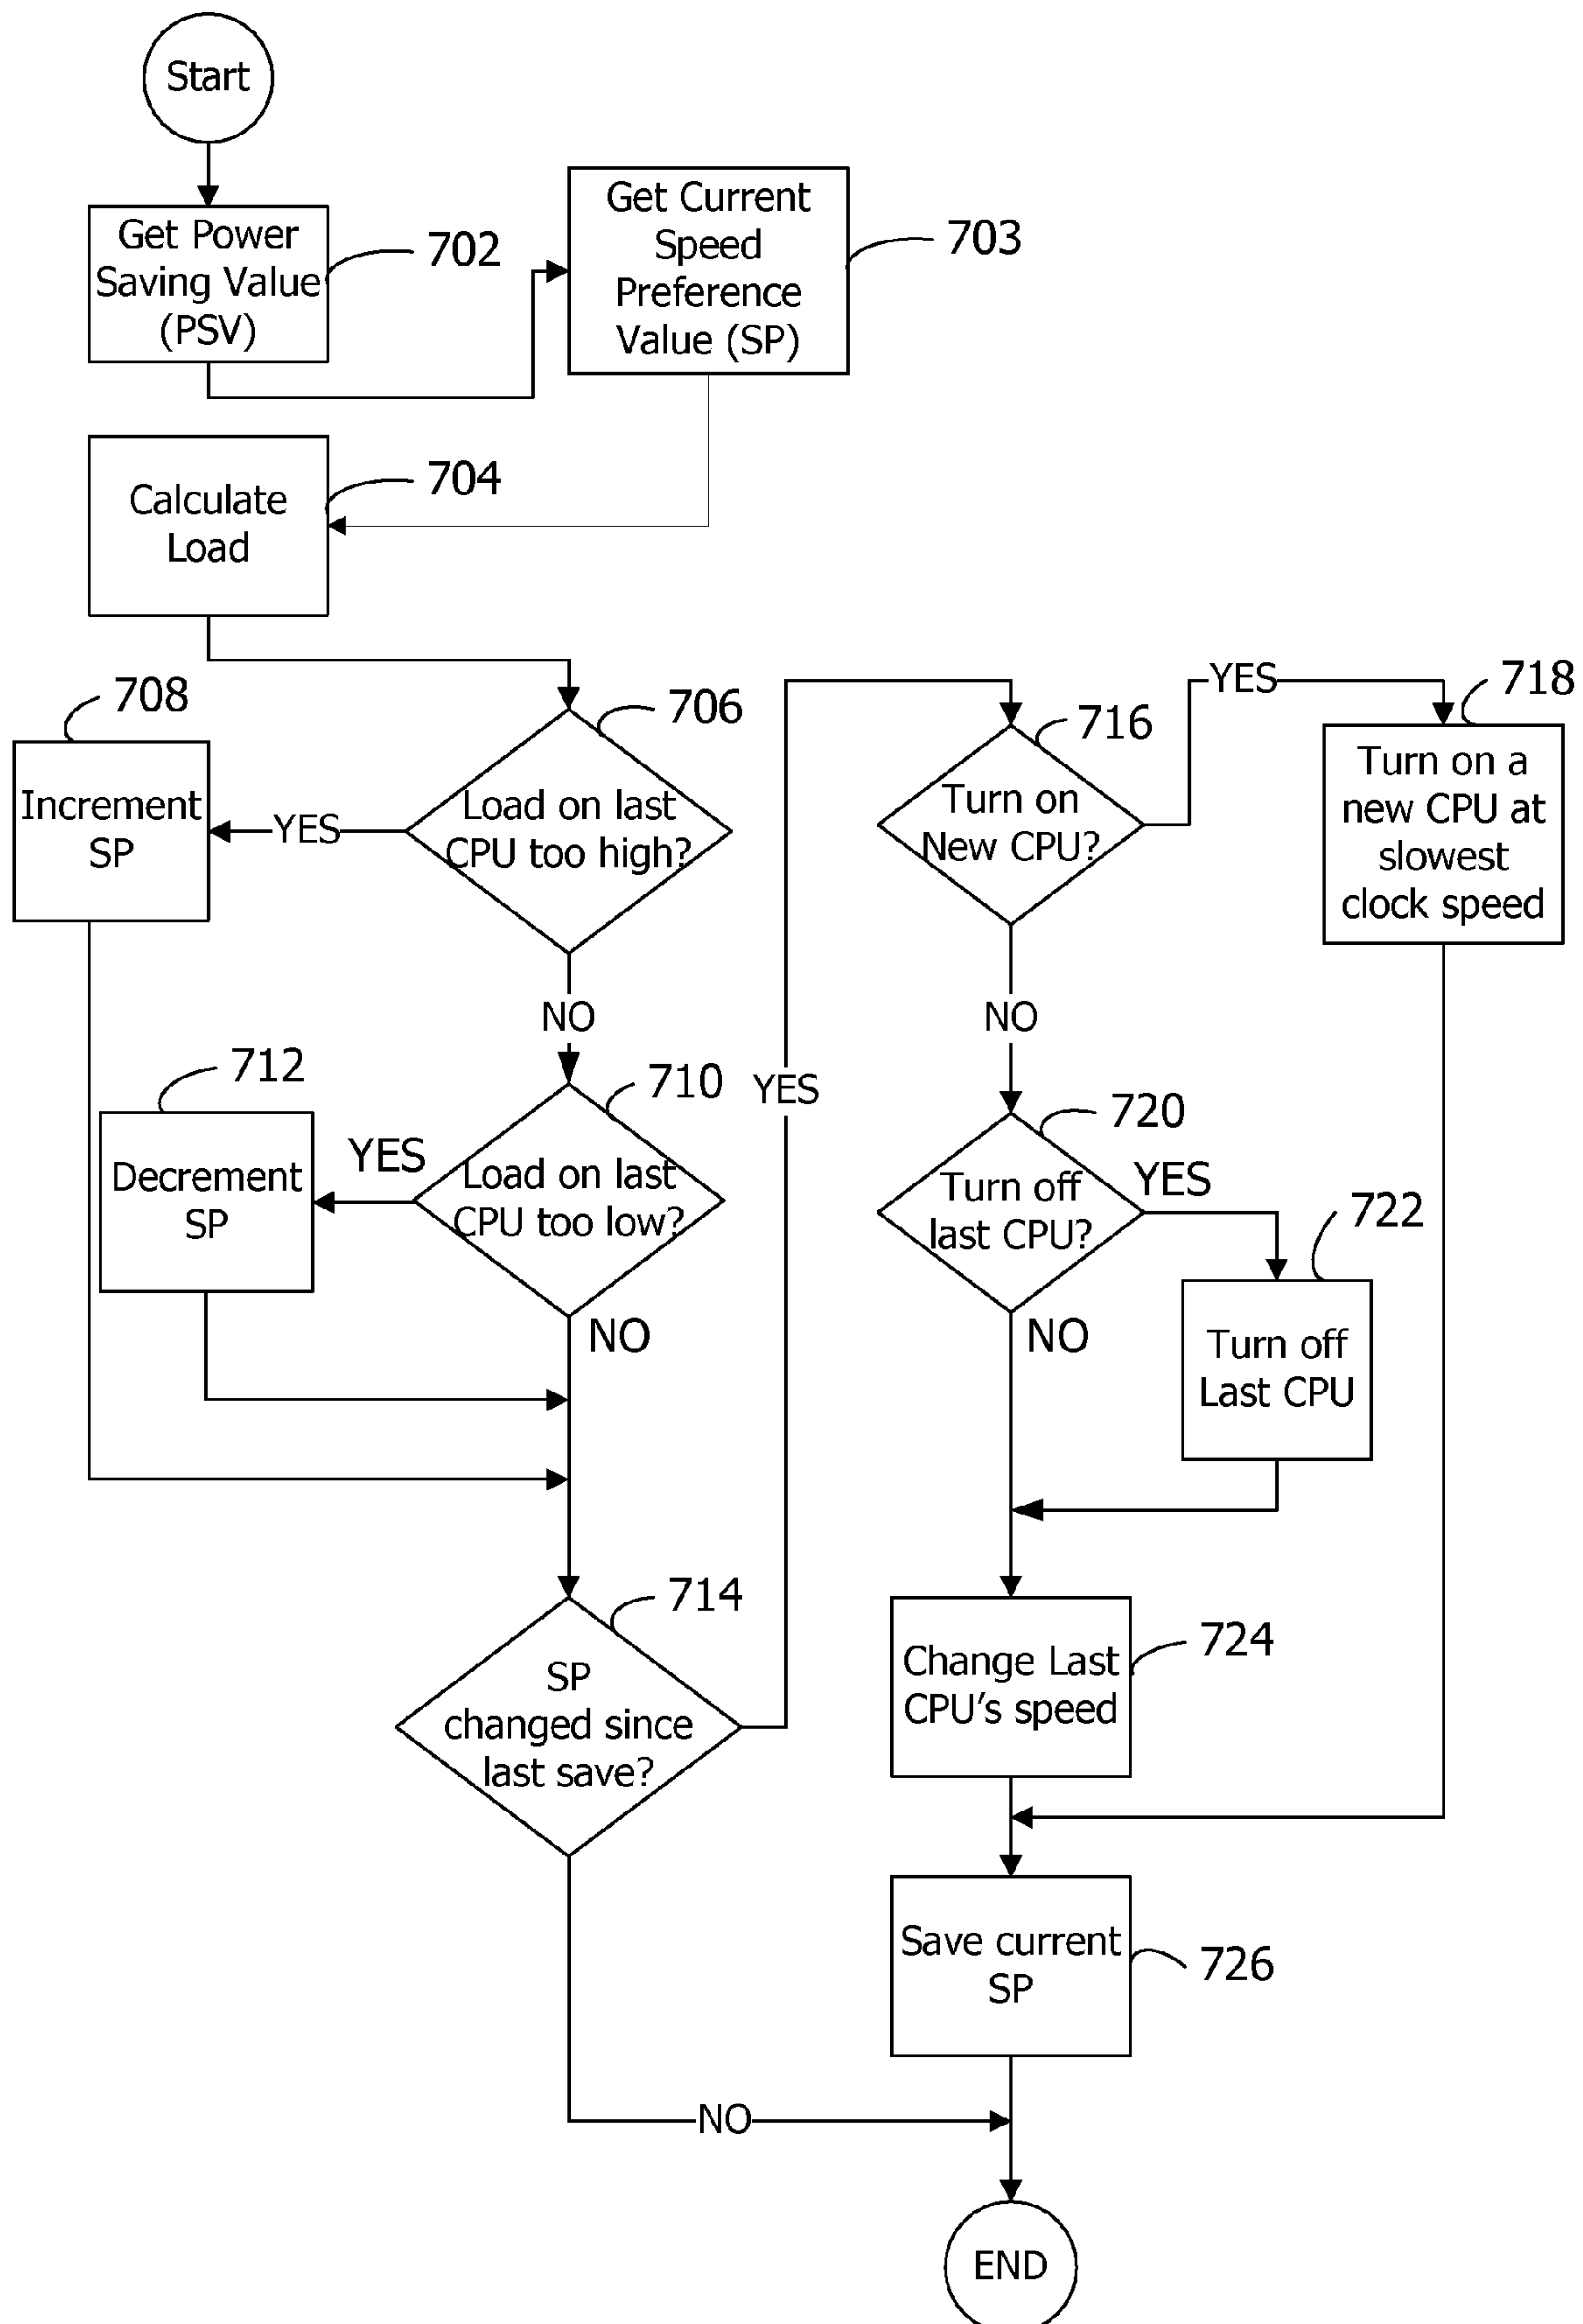 Start
Get Power
Saving Value
(PSV)
702
Get Current
Speed
Preference
Value (SP)
703
Calculate
Load
704
Load on last
CPU too high?
706
YES
Increment
SP
708
NO
Load on last
CPU too low?
710
YES
Decrement
SP
712
NO
SP
changed since
last save?
714
YES
NO
Turn on
New CPU?
716
YES
Turn on a
new CPU at
slowest
clock speed
718
NO
Turn off
last CPU?
720
YES
Turn off
Last CPU
722
NO
Change Last
CPU's speed
724
Save current
SP
726
END